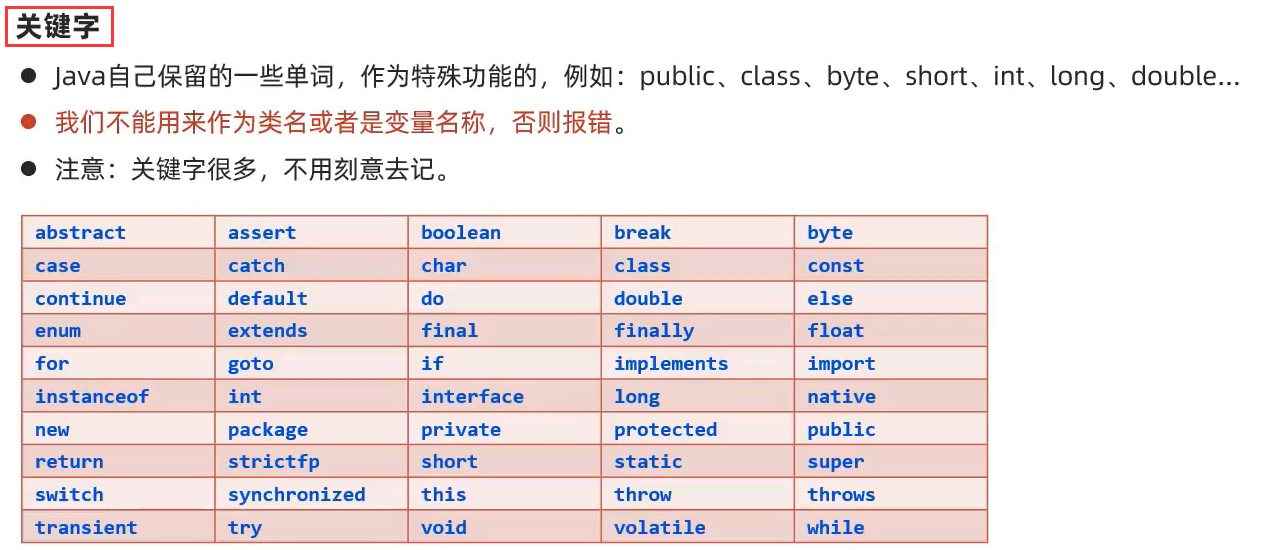 关键字
● Java自己保留的一些单词，作为特殊功能的，例如：public、class、byte、short、int、long、double...
● 我们不能用来作为类名或者是变量名称，否则报错。
● 注意：关键字很多，不用刻意去记。
abstract assert boolean break byte
case catch char class const
continue default do double else
enum extends final finally float
for goto if implements import
instanceof int interface long native
new package private protected public
return strictfp short static super
switch synchronized this throw throws
transient try void volatile while